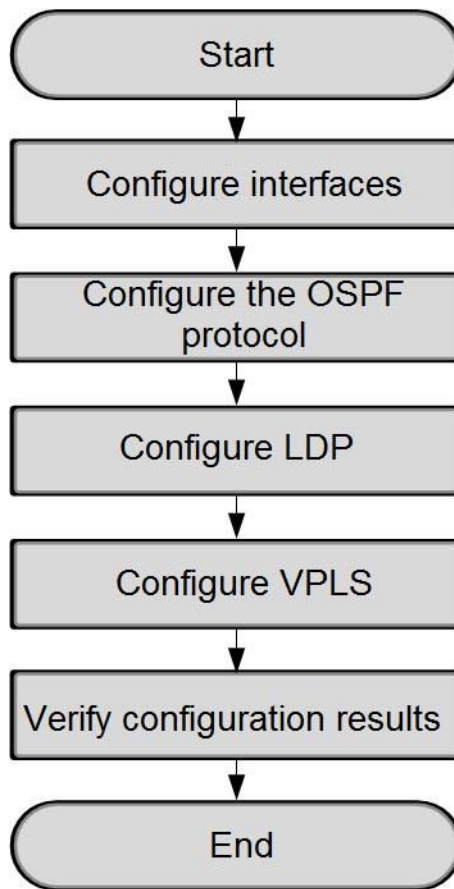 Start
Configure interfaces
Configure the OSPF
protocol
Configure LDP
Configure VPLS
Verify configuration results
End